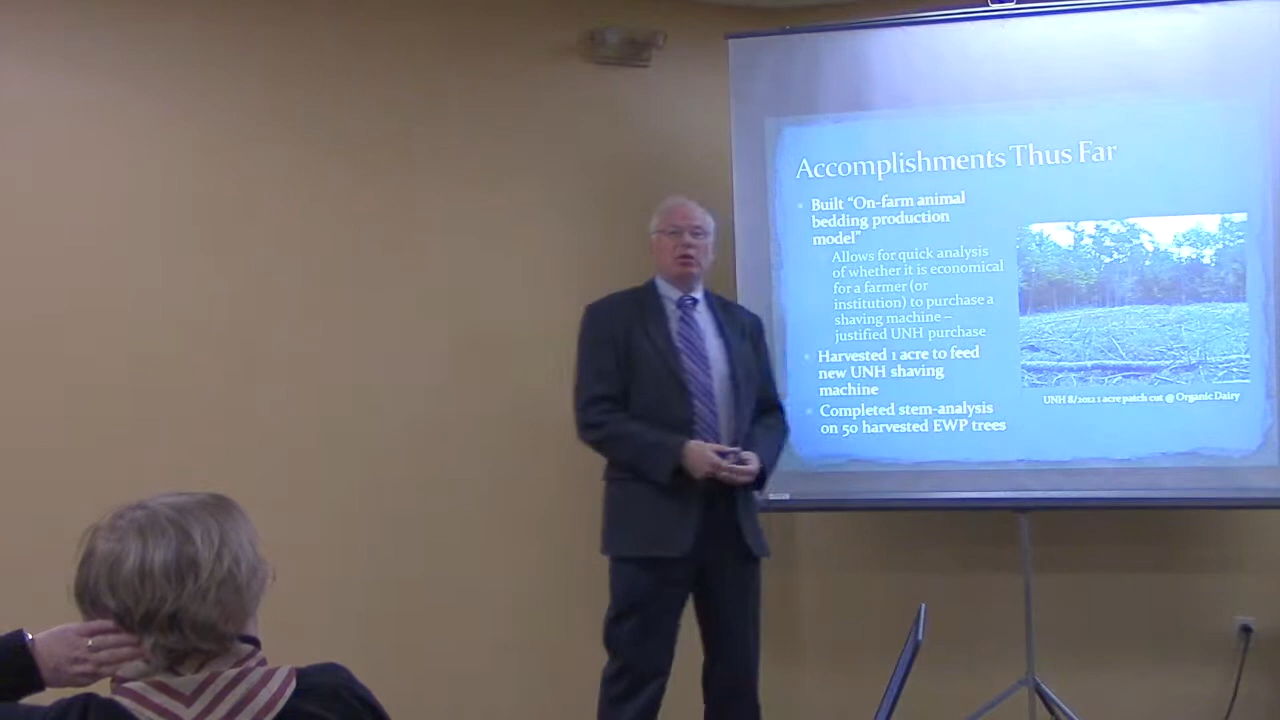 Accomplishments Thus Far
Built “On-farm animal
bedding production
model”
Allows for quick analysis
of whether it is economical
for a farmer (or
institution) to purchase a
shaving machine –
justified UNH purchase
Harvested 1 acre to feed
new UNH shaving
machine
Completed stem-analysis
on 50 harvested EWP trees
UNH 8/2012 1 acre patch cut @ Organic Dairy